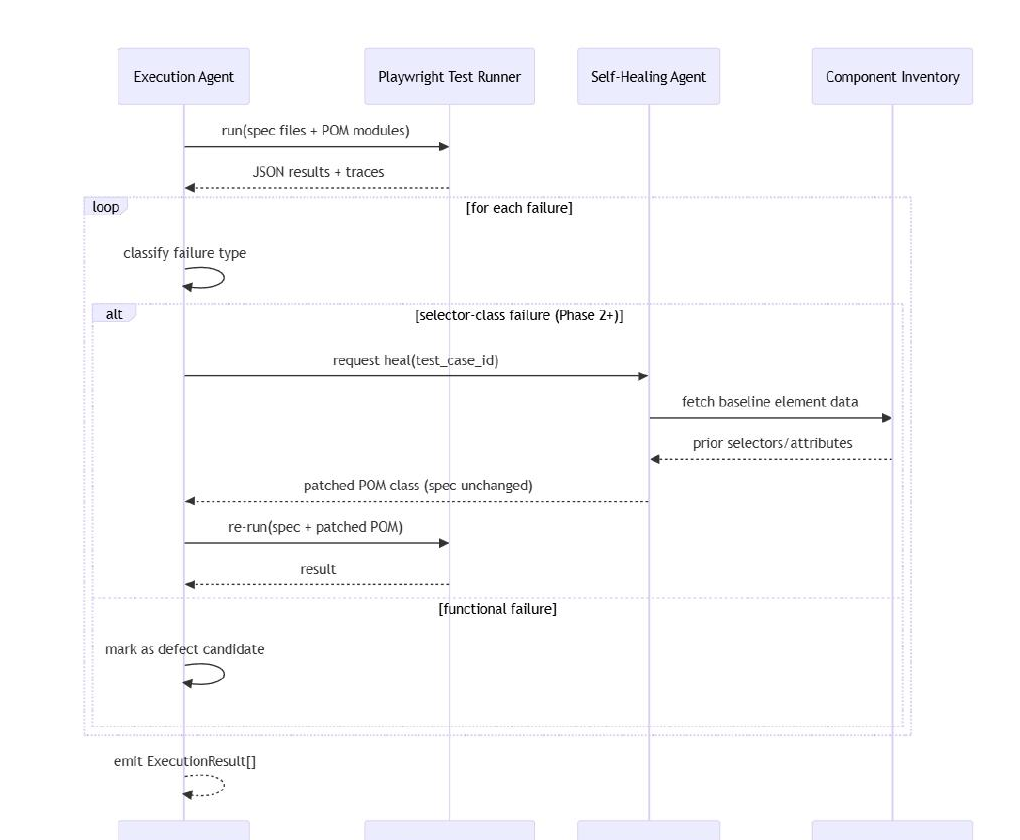 Execution Agent
Playwright Test Runner
Self-Healing Agent
Component Inventory
run(spec files + POM modules)
JSON results + traces
loop
[for each failure]
classify failure type
alt
[selector-class failure (Phase 2+)]
request heal(test_case_id)
fetch baseline element data
prior selectors/attributes
patched POM class (spec unchanged)
re-run(spec + patched POM)
result
[functional failure]
mark as defect candidate
emit ExecutionResult[]